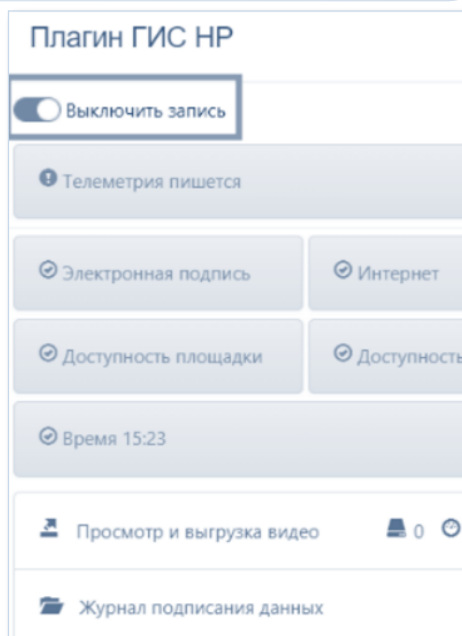 Плагин ГИС НР
Выключить запись
Телеметрия пишется
Электронная подпись
Интернет
Доступность площадки
Доступность
Время 15:23
Просмотр и выгрузка видео 0
Журнал подписания данных